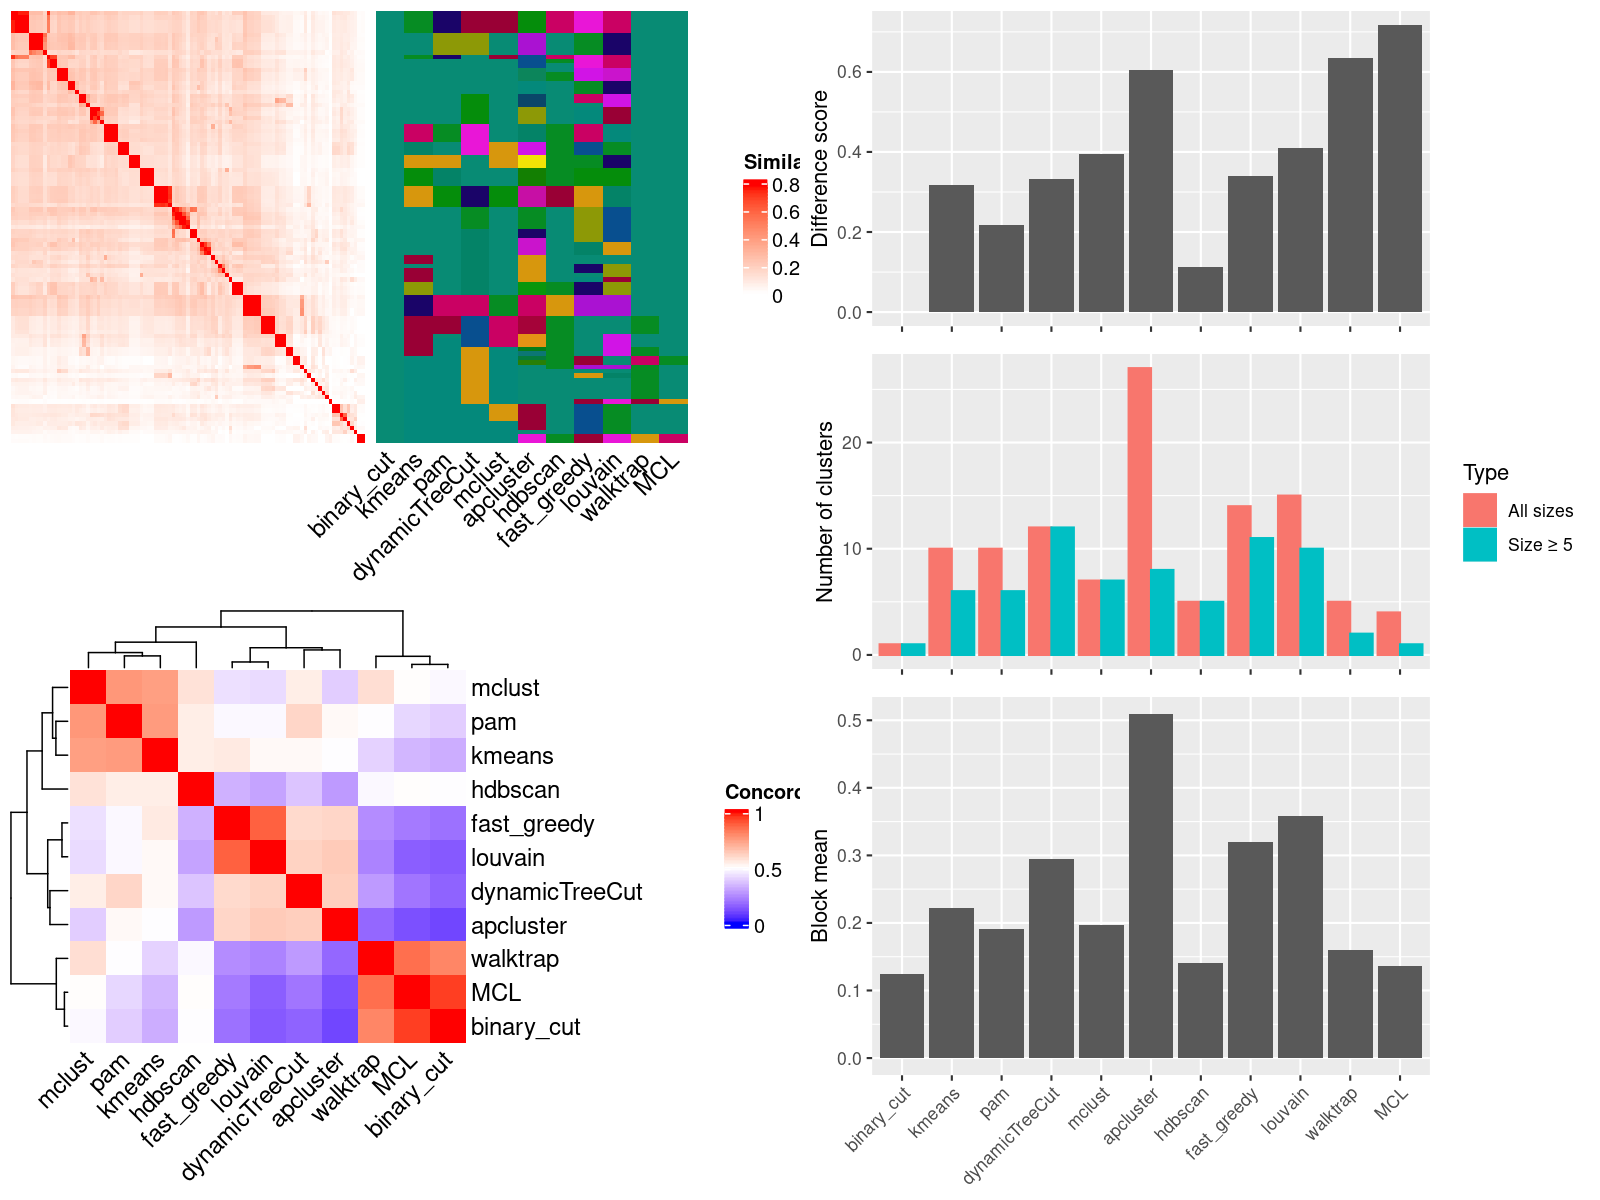 Simila
0.8
0.6
0.4
0.2
0
binary_cut
kmeans
pam
dynamicTreeCut
mclust
apcluster
hdbscan
fast_greedy
louvain
walktrap
MCL
Difference score
0.6
0.4
0.2
0.0
Number of clusters
20
10
0
Type
All sizes
Size ≥ 5
Block mean
0.5
0.4
0.3
0.2
0.1
0.0
binary_cut
kmeans
pam
dynamicTreeCut
mclust
apcluster
hdbscan
fast_greedy
louvain
walktrap
MCL
mclust
pam
kmeans
hdbscan
fast_greedy
louvain
dynamicTreeCut
apcluster
walktrap
MCL
binary_cut
mclust
pam
kmeans
hdbscan
fast_greedy
louvain
dynamicTreeCut
apcluster
walktrap
MCL
binary_cut
1
0.5
0